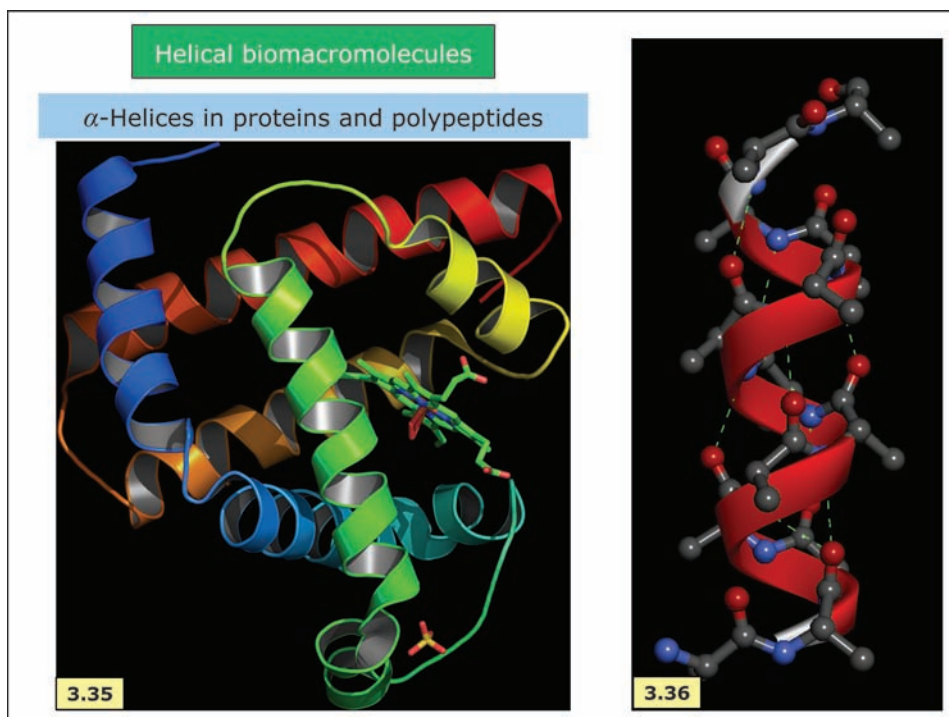 Helical biomacromolecules
α-Helices in proteins and polypeptides
3.35
3.36